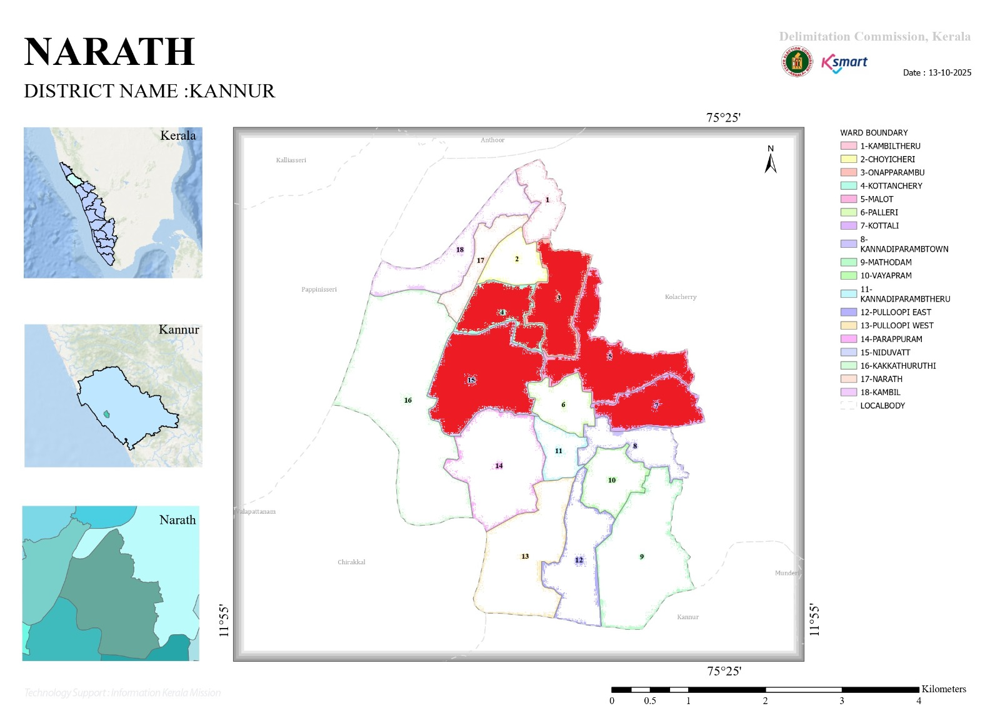 NARATH
DISTRICT NAME :KANNUR
Delimitation Commission, Kerala
Ksmart
Date : 13-10-2025
Kerala
Kannur
Narath
75°25'
Anthoor
Kalliasseri
N
1
18
17
2
Pappinisseri
Kolacherry
3
4
5
15
16
6
7
8
11
14
10
Valapattanam
13
12
9
Chirakkal
Munderi
Kannur
11°55'
11°55'
75°25'
WARD BOUNDARY
1-KAMBILTHERU
2-CHOYICHERI
3-ONAPPARAMBU
4-KOTTANCHERY
5-MALOT
6-PALLERI
7-KOTTALI
8-
KANNADIPARAMBTOWN
9-MATHODAM
10-VAYAPRAM
11-
KANNADIPARAMBTHERU
12-PULLOOPI EAST
13-PULLOOPI WEST
14-PARAPPURAM
15-NIDUVATT
16-KAKKATHURUTHI
17-NARATH
18-KAMBIL
LOCALBODY
Technology Support : Information Kerala Mission
Kilometers
0 0.5 1 2 3 4